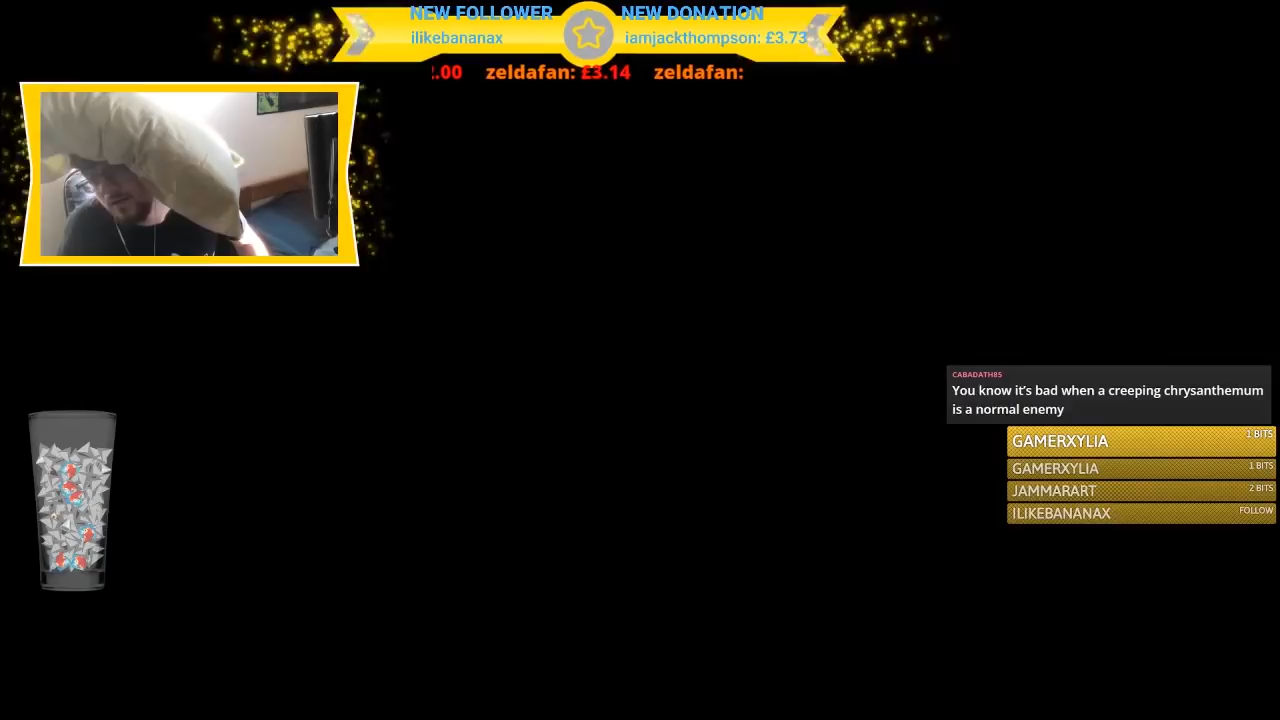 NEW FOLLOWER
ilikebananax
NEW DONATION
iamjackthompson: £3.73
.00 zeldafan: £3.14 zeldafan:
CABADATH85
You know it's bad when a creeping chrysanthemum
is a normal enemy
GAMERXYLIA 1 BITS
GAMERXYLIA 1 BITS
JAMMARART 2 BITS
ILIKEBANANAX FOLLOW